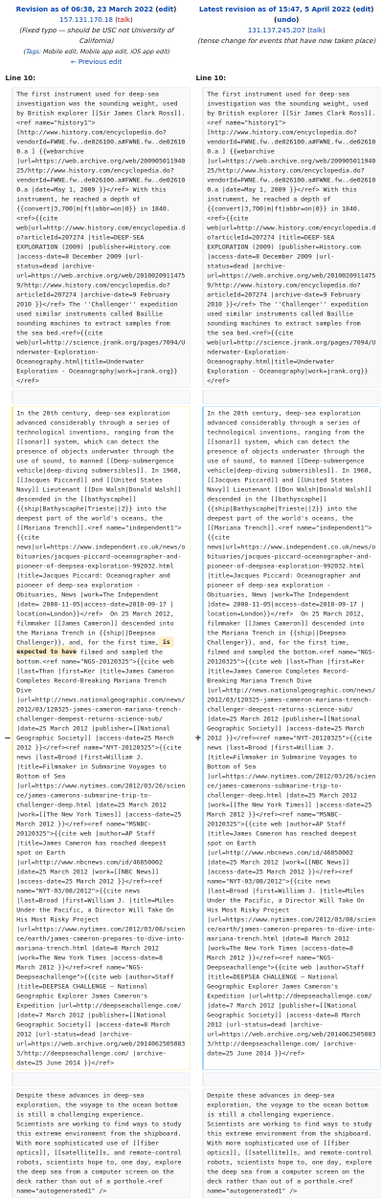 Revision as of 06:38, 23 March 2022 (edit)
157.131.170.18 (talk)
(Fixed typo — should be USC not University of
California)
(Tags: Mobile edit, Mobile app edit, iOS app edit)
← Previous edit
Line 10:
The first instrument used for deep-sea
investigation was the sounding weight, used
by British explorer [[Sir James Clark Ross]].
<ref name="history1">
[http://www.history.com/encyclopedia.do?
vendorId=FWNE.fw..de026100.a#FWNE.fw..de02610
0.a ] {{webarchive
|url=https://web.archive.org/web/200905011940
25/http://www.history.com/encyclopedia.do?
vendorId=FWNE.fw..de026100.a#FWNE.fw..de02610
0.a |date=May 1, 2009 }}</ref> With this
instrument, he reached a depth of
{{convert|3,700|m|ft|abbr=on|0}} in 1840.
<ref>{{cite
web|url=http://www.history.com/encyclopedia.d
o?articleId=207274 |title=DEEP-SEA
EXPLORATION (2009) |publisher=History.com
|access-date=8 December 2009 |url-
status=dead |archive-
url=https://web.archive.org/web/2010020911475
9/http://www.history.com/encyclopedia.do?
articleId=207274 |archive-date=9 February
2010 }}</ref> The ''Challenger'' expedition
used similar instruments called Baillie
sounding machines to extract samples from
the sea bed.<ref>{{cite
web|url=http://science.jrank.org/pages/7094/U
nderwater-Exploration-
Oceanography.html|title=Underwater
Exploration - Oceanography|work=jrank.org}}
</ref>
−
In the 20th century, deep-sea exploration
advanced considerably through a series of
technological inventions, ranging from the
[[sonar]] system, which can detect the
presence of objects underwater through the
use of sound, to manned [[Deep-submergence
vehicle|deep-diving submersibles]]. In 1960,
[[Jacques Piccard]] and [[United States
Navy]] Lieutenant [[Don Walsh|Donald Walsh]]
descended in the [[Bathyscaphe]]
{{ship|Bathyscaphe|Trieste||2}} into the
deepest part of the world's oceans, the
[[Mariana Trench]].<ref name="independent1">
{{cite
news|url=https://www.independent.co.uk/news/o
bituaries/jacques-piccard-oceanographer-and-
pioneer-of-deepsea-exploration-992032.html
|title=Jacques Piccard: Oceanographer and
pioneer of deep-sea exploration -
Obituaries, News |work=The Independent
|date= 2008-11-05|access-date=2010-09-17 |
location=London}}</ref>  On 25 March 2012,
filmmaker [[James Cameron]] descended into
the Mariana Trench in {{ship||Deepsea
Challenger}}, and, for the first time, is
expected to have filmed and sampled the
bottom.<ref name="NGS-20120325">{{cite web
|last=Than |first=Ker |title=James Cameron
Completes Record-Breaking Mariana Trench
Dive
|url=http://news.nationalgeographic.com/news/
2012/03/120325-james-cameron-mariana-trench-
challenger-deepest-returns-science-sub/
|date=25 March 2012 |publisher=[[National
Geographic Society]] |access-date=25 March
2012 }}</ref><ref name="NYT-20120325">{{cite
news |last=Broad |first=William J.
|title=Filmmaker in Submarine Voyages to
Bottom of Sea
|url=https://www.nytimes.com/2012/03/26/scien
ce/james-camerons-submarine-trip-to-
challenger-deep.html |date=25 March 2012
|work=[[The New York Times]] |access-date=25
March 2012 }}</ref><ref name="MSNBC-
20120325">{{cite web |author=AP Staff
|title=James Cameron has reached deepest
spot on Earth
|url=http://www.nbcnews.com/id/46850002
|date=25 March 2012 |work=[[NBC News]]
|access-date=25 March 2012 }}</ref><ref
name="NYT-03/08/2012">{{cite news
|last=Broad |first=William J. |title=Miles
Under the Pacific, a Director Will Take On
His Most Risky Project
|url=https://www.nytimes.com/2012/03/08/scien
ce/earth/cameron-prepares-to-dive-into-
mariana-trench.html |date=8 March 2012
|work=The New York Times |access-date=8
March 2012 }}</ref><ref name="NGS-
Deepseachallenge">{{cite web |author=Staff
|title=DEEPSEA CHALLENGE – National
Geographic Explorer James Cameron's
Expedition |url=http://deepseachallenge.com/
|date=7 March 2012 |publisher=[[National
Geographic Society]] |access-date=8 March
2012 |url-status=dead |archive-
url=https://web.archive.org/web/2014062505083
3/http://deepseachallenge.com/ |archive-
date=25 June 2014 }}</ref>
Despite these advances in deep-sea
exploration, the voyage to the ocean bottom
is still a challenging experience.
Scientists are working to find ways to study
this extreme environment from the shipboard.
With more sophisticated use of [[fiber
optics]], [[satellite]]s, and remote-control
robots, scientists hope to, one day, explore
the deep sea from a computer screen on the
deck rather than out of a porthole.<ref
name="autogenerated1" />
Latest revision as of 15:47, 5 April 2022 (edit)
(undo)
131.137.245.207 (talk)
(tense change for events that have now taken place)
Line 10:
The first instrument used for deep-sea
investigation was the sounding weight, used
by British explorer [[Sir James Clark Ross]].
<ref name="history1">
[http://www.history.com/encyclopedia.do?
vendorId=FWNE.fw..de026100.a#FWNE.fw..de02610
0.a ] {{webarchive
|url=https://web.archive.org/web/200905011940
25/http://www.history.com/encyclopedia.do?
vendorId=FWNE.fw..de026100.a#FWNE.fw..de02610
0.a |date=May 1, 2009 }}</ref> With this
instrument, he reached a depth of
{{convert|3,700|m|ft|abbr=on|0}} in 1840.
<ref>{{cite
web|url=http://www.history.com/encyclopedia.d
o?articleId=207274 |title=DEEP-SEA
EXPLORATION (2009) |publisher=History.com
|access-date=8 December 2009 |url-
status=dead |archive-
url=https://web.archive.org/web/2010020911475
9/http://www.history.com/encyclopedia.do?
articleId=207274 |archive-date=9 February
2010 }}</ref> The ''Challenger'' expedition
used similar instruments called Baillie
sounding machines to extract samples from
the sea bed.<ref>{{cite
web|url=http://science.jrank.org/pages/7094/U
nderwater-Exploration-
Oceanography.html|title=Underwater
Exploration - Oceanography|work=jrank.org}}
</ref>
+
In the 20th century, deep-sea exploration
advanced considerably through a series of
technological inventions, ranging from the
[[sonar]] system, which can detect the
presence of objects underwater through the
use of sound, to manned [[Deep-submergence
vehicle|deep-diving submersibles]]. In 1960,
[[Jacques Piccard]] and [[United States
Navy]] Lieutenant [[Don Walsh|Donald Walsh]]
descended in the [[Bathyscaphe]]
{{ship|Bathyscaphe|Trieste||2}} into the
deepest part of the world's oceans, the
[[Mariana Trench]].<ref name="independent1">
{{cite
news|url=https://www.independent.co.uk/news/o
bituaries/jacques-piccard-oceanographer-and-
pioneer-of-deepsea-exploration-992032.html
|title=Jacques Piccard: Oceanographer and
pioneer of deep-sea exploration -
Obituaries, News |work=The Independent
|date= 2008-11-05|access-date=2010-09-17 |
location=London}}</ref>  On 25 March 2012,
filmmaker [[James Cameron]] descended into
the Mariana Trench in {{ship||Deepsea
Challenger}}, and, for the first time, filmed
and sampled the bottom.<ref name="NGS-
20120325">{{cite web |last=Than |first=Ker
|title=James Cameron Completes Record-
Breaking Mariana Trench Dive
|url=http://news.nationalgeographic.com/news/
2012/03/120325-james-cameron-mariana-trench-
challenger-deepest-returns-science-sub/
|date=25 March 2012 |publisher=[[National
Geographic Society]] |access-date=25 March
2012 }}</ref><ref name="NYT-20120325">{{cite
news |last=Broad |first=William J.
|title=Filmmaker in Submarine Voyages to
Bottom of Sea
|url=https://www.nytimes.com/2012/03/26/scien
ce/james-camerons-submarine-trip-to-
challenger-deep.html |date=25 March 2012
|work=[[The New York Times]] |access-date=25
March 2012 }}</ref><ref name="MSNBC-
20120325">{{cite web |author=AP Staff
|title=James Cameron has reached deepest
spot on Earth
|url=http://www.nbcnews.com/id/46850002
|date=25 March 2012 |work=[[NBC News]]
|access-date=25 March 2012 }}</ref><ref
name="NYT-03/08/2012">{{cite news
|last=Broad |first=William J. |title=Miles
Under the Pacific, a Director Will Take On
His Most Risky Project
|url=https://www.nytimes.com/2012/03/08/scien
ce/earth/cameron-prepares-to-dive-into-
mariana-trench.html |date=8 March 2012
|work=The New York Times |access-date=8
March 2012 }}</ref><ref name="NGS-
Deepseachallenge">{{cite web |author=Staff
|title=DEEPSEA CHALLENGE – National
Geographic Explorer James Cameron's
Expedition |url=http://deepseachallenge.com/
|date=7 March 2012 |publisher=[[National
Geographic Society]] |access-date=8 March
2012 |url-status=dead |archive-
url=https://web.archive.org/web/2014062505083
3/http://deepseachallenge.com/ |archive-
date=25 June 2014 }}</ref>
Despite these advances in deep-sea
exploration, the voyage to the ocean bottom
is still a challenging experience.
Scientists are working to find ways to study
this extreme environment from the shipboard.
With more sophisticated use of [[fiber
optics]], [[satellite]]s, and remote-control
robots, scientists hope to, one day, explore
the deep sea from a computer screen on the
deck rather than out of a porthole.<ref
name="autogenerated1" />